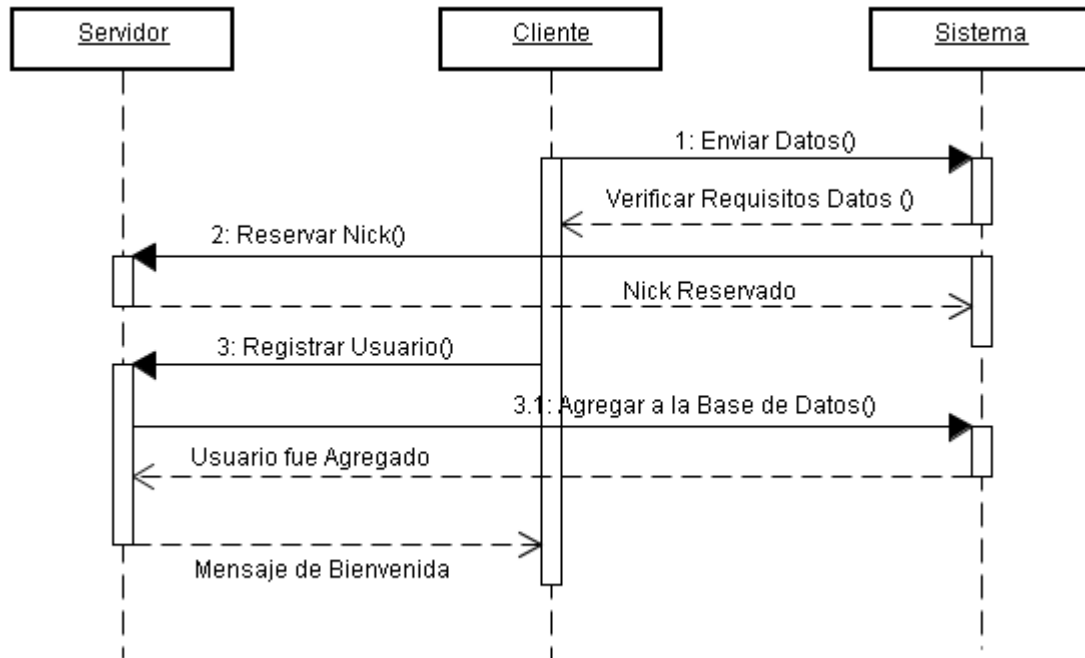 Servidor
Cliente
Sistema
1: Enviar Datos()
Verificar Requisitos Datos ()
2: Reservar Nick()
Nick Reservado
3: Registrar Usuario()
3.1: Agregar a la Base de Datos()
Usuario fue Agregado
Mensaje de Bienvenida